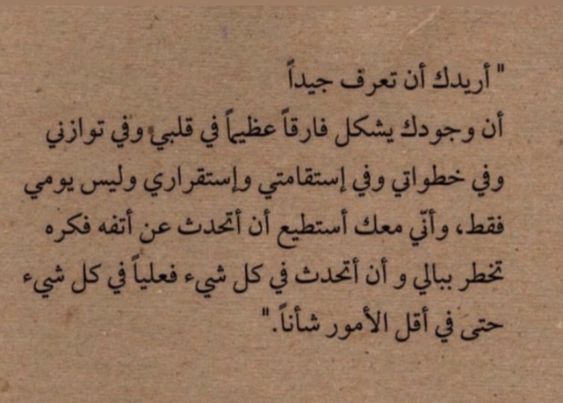 " أريدك أن تعرف جيداً
أن وجودك يشكل فارقاً عظيماً في قلبي وفي توازني
وفي خطواتي وفي إستقامتي وإستقراري وليس يومي
فقط، وأنّي معك أستطيع أن أتحدث عن أتفه فكره
تخطر ببالي و أن أتحدث في كل شيء فعلياً في كل شيء
حتى في أقل الأمور شأناً."